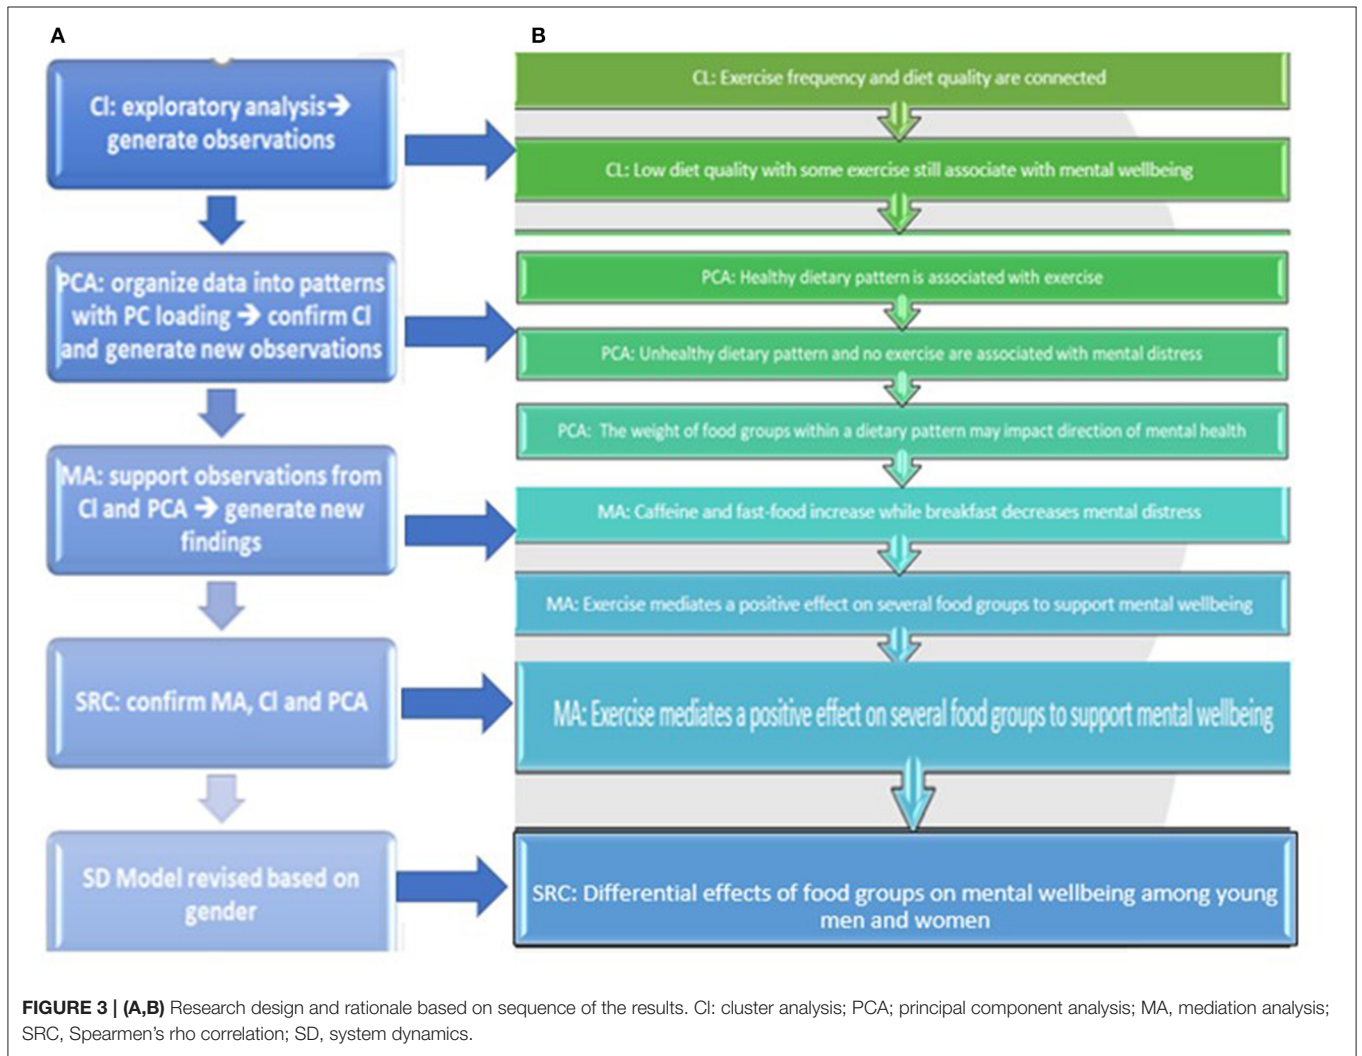 A
B
Cl: exploratory analysis➔
generate observations
PCA: organize data into patterns
with PC loading ➔ confirm Cl
and generate new observations
MA: support observations from
Cl and PCA ➔ generate new
findings
SRC: confirm MA, Cl and PCA
SD Model revised based on
gender
CL: Exercise frequency and diet quality are connected
CL: Low diet quality with some exercise still associate with mental wellbeing
PCA: Healthy dietary pattern is associated with exercise
PCA: Unhealthy dietary pattern and no exercise are associated with mental distress
PCA: The weight of food groups within a dietary pattern may impact direction of mental health
MA: Caffeine and fast-food increase while breakfast decreases mental distress
MA: Exercise mediates a positive effect on several food groups to support mental wellbeing
MA: Exercise mediates a positive effect on several food groups to support mental wellbeing
SRC: Differential effects of food groups on mental wellbeing among young
men and women
FIGURE 3 | (A,B) Research design and rationale based on sequence of the results. CI: cluster analysis; PCA; principal component analysis; MA, mediation analysis;
SRC, Spearmen's rho correlation; SD, system dynamics.